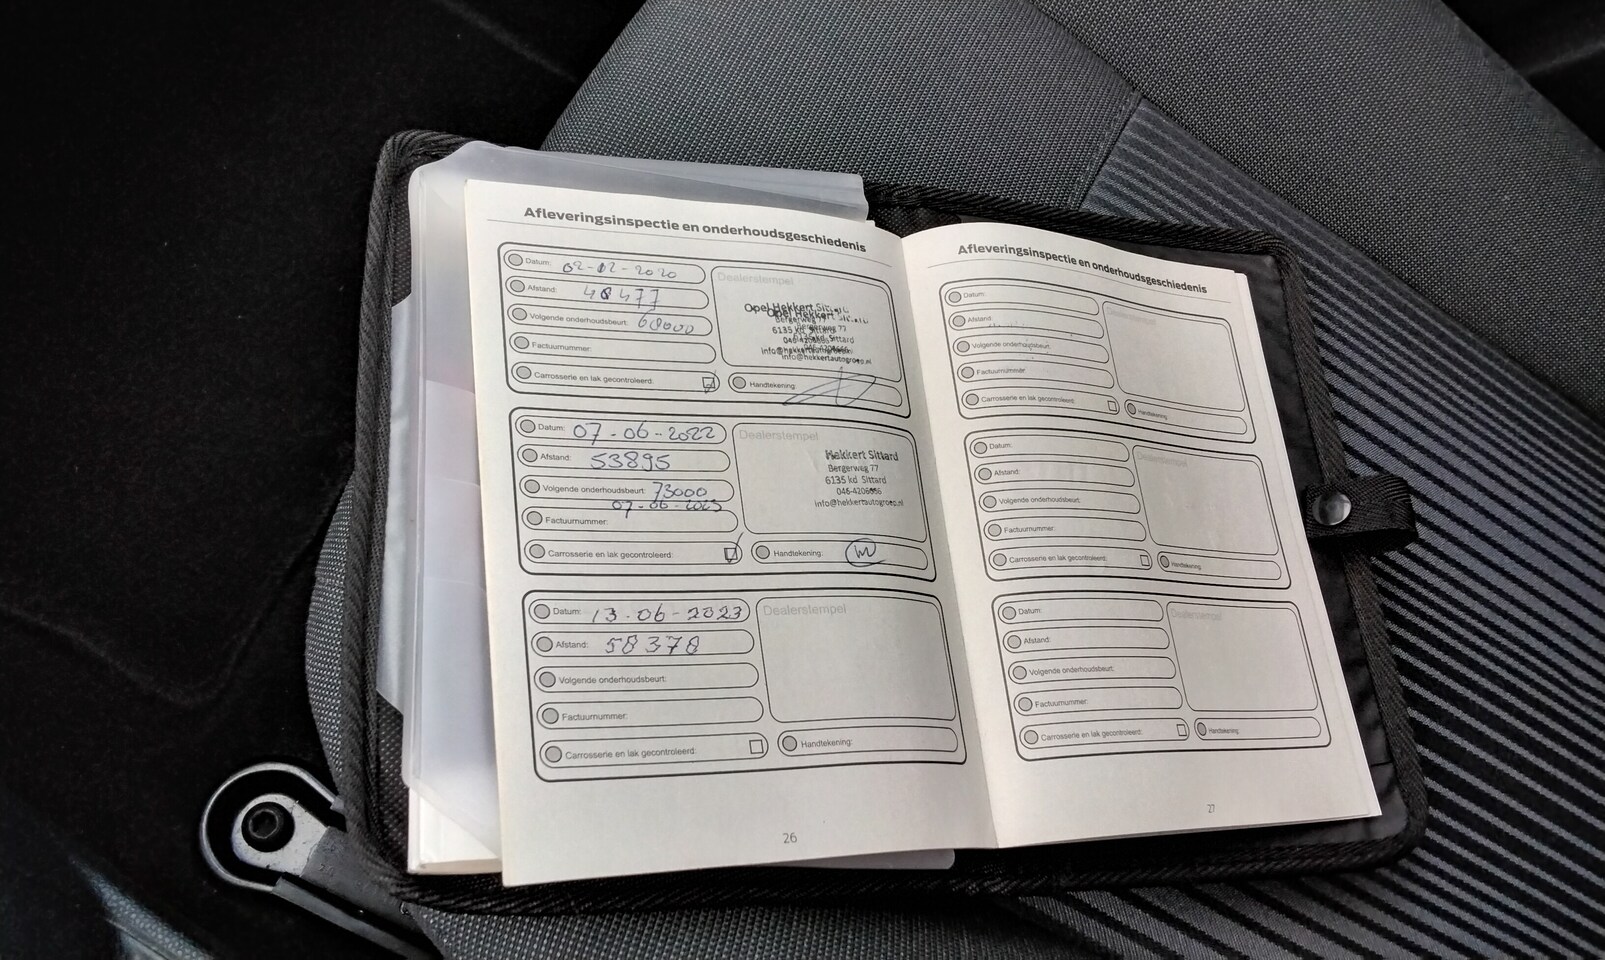 Afleveringsinspectie en onderhoudsgeschiedenis
Datum: 02-02-2020
Afstand: 48477
Volgende onderhoudsbeurt: 68000
Factuurnummer:
Carrosserie en lak gecontroleerd:
Dealerstempel
Opel Hekkert
Bergerweg 77
6135 kd Sittard
info@hekkertautogroep.nl
Handtekening:
Datum: 07-06-2022
Afstand: 53895
Volgende onderhoudsbeurt: 73000
07-06-2023
Factuurnummer:
Carrosserie en lak gecontroleerd:
Dealerstempel
Hekkert Sittard
Bergerweg 77
6135 kd Sittard
046-4206666
info@hekkertautogroep.nl
Handtekening:
Datum: 13-06-2023
Afstand: 58378
Volgende onderhoudsbeurt:
Factuurnummer:
Carrosserie en lak gecontroleerd:
Dealerstempel
Handtekening:
26
Afleveringsinspectie en onderhoudsgeschiedenis
Datum:
Afstand:
Volgende onderhoudsbeurt:
Factuurnummer:
Carrosserie en lak gecontroleerd:
Dealerstempel
Handtekening:
Datum:
Afstand:
Volgende onderhoudsbeurt:
Factuurnummer:
Carrosserie en lak gecontroleerd:
Dealerstempel
Handtekening:
Datum:
Afstand:
Volgende onderhoudsbeurt:
Factuurnummer:
Carrosserie en lak gecontroleerd:
Dealerstempel
Handtekening:
27